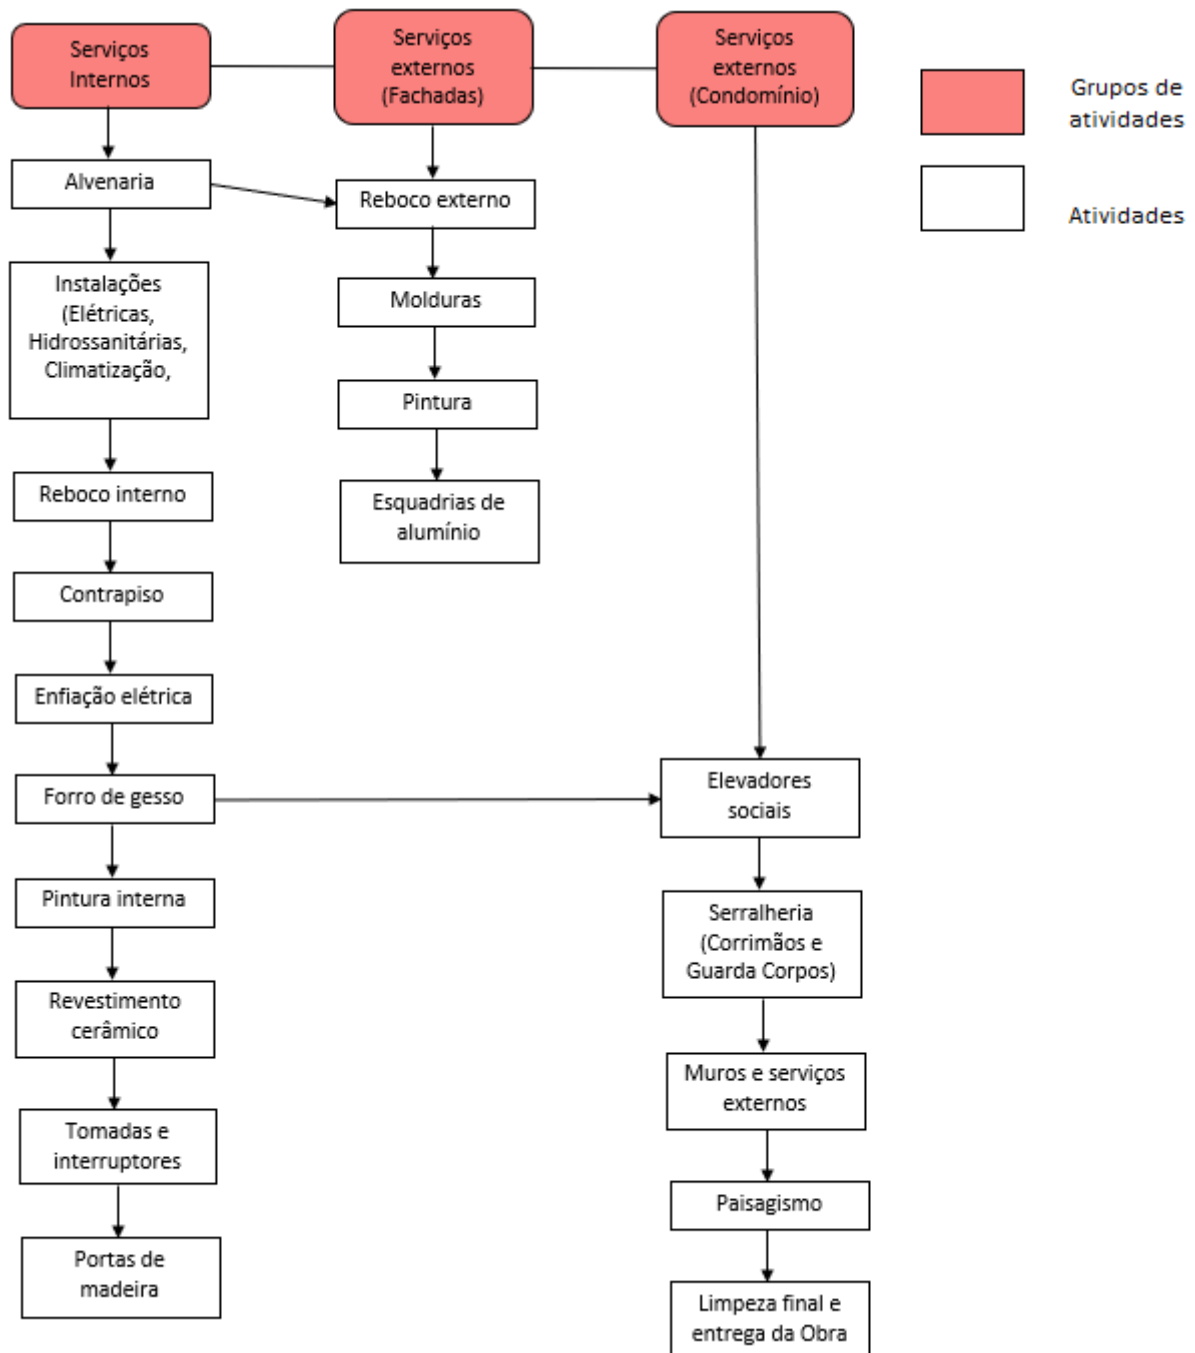 Serviços
Internos
Serviços
externos
(Fachadas)
Serviços
externos
(Condomínio)
Grupos de
atividades
Atividades
Alvenaria
Instalações
(Elétricas,
Hidrossanitárias,
Climatização,
Reboco interno
Contrapiso
Enfiação elétrica
Forro de gesso
Pintura interna
Revestimento
cerâmico
Tomadas e
interruptores
Portas de
madeira
Reboco externo
Molduras
Pintura
Esquadrias de
alumínio
Elevadores
sociais
Serralheria
(Corrimãos e
Guarda Corpos)
Muros e serviços
externos
Paisagismo
Limpeza final e
entrega da Obra